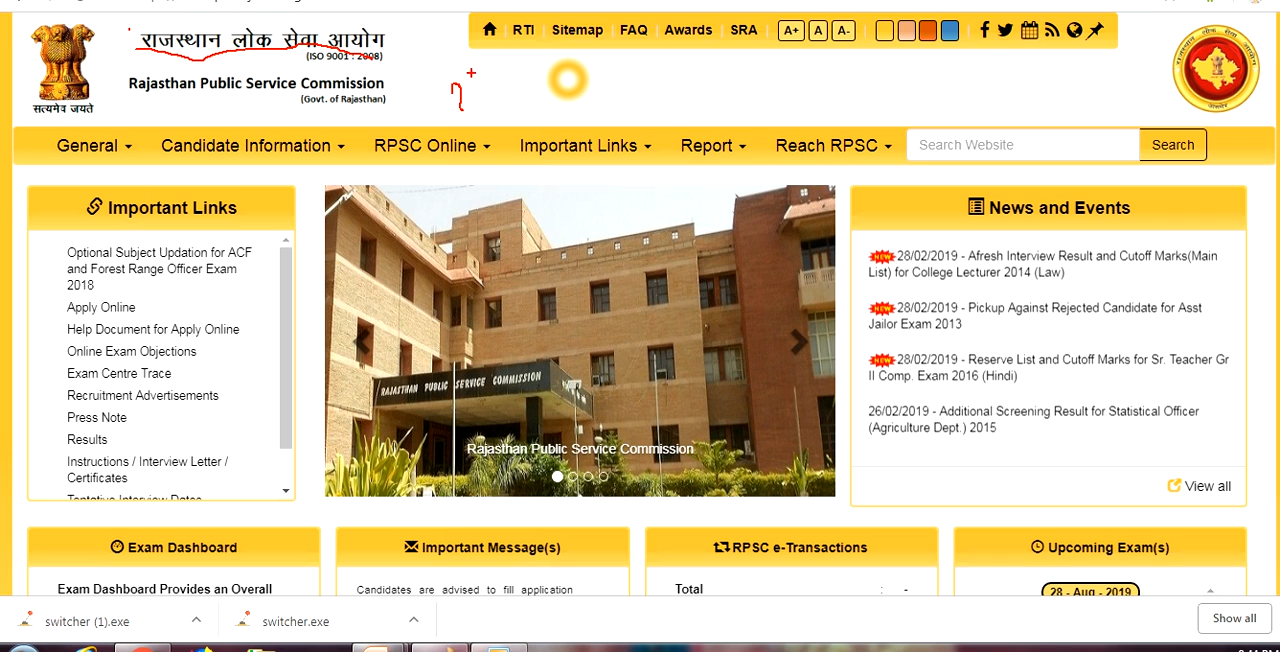 राजस्थान लोक सेवा आयोग
(ISO 9001 : 2008)
Rajasthan Public Service Commission
(Govt. of Rajasthan)
सत्यमेव जयते
RTI | Sitemap | FAQ | Awards | SRA | A+ A A-
General Candidate Information RPSC Online Important Links Report Reach RPSC Search Website Search
Important Links
Optional Subject Updation for ACF
and Forest Range Officer Exam
2018
Apply Online
Help Document for Apply Online
Online Exam Objections
Exam Centre Trace
Recruitment Advertisements
Press Note
Results
Instructions / Interview Letter /
Certificates
Tentative Interview Dates
RAJASTHAN PUBLIC SERVICE COMMISSION
Rajasthan Public Service Commission
News and Events
NEW 28/02/2019 - Afresh Interview Result and Cutoff Marks(Main
List) for College Lecturer 2014 (Law)
NEW 28/02/2019 - Pickup Against Rejected Candidate for Asst
Jailor Exam 2013
NEW 28/02/2019 - Reserve List and Cutoff Marks for Sr. Teacher Gr
II Comp. Exam 2016 (Hindi)
26/02/2019 - Additional Screening Result for Statistical Officer
(Agriculture Dept.) 2015
View all
Exam Dashboard
Exam Dashboard Provides an Overall
Important Message(s)
Candidates are advised to fill application
RPSC e-Transactions
Total : -
Upcoming Exam(s)
28 - Aug - 2019
switcher (1).exe
switcher.exe
Show all